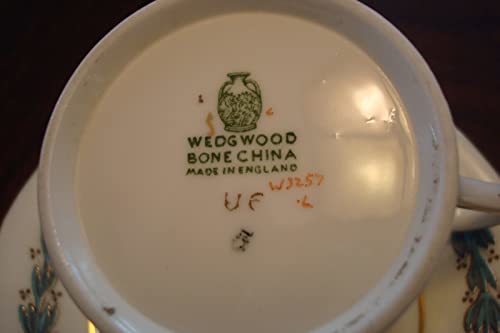 WEDGWOOD
BONE CHINA
MADE IN ENGLAND
W3257
UF